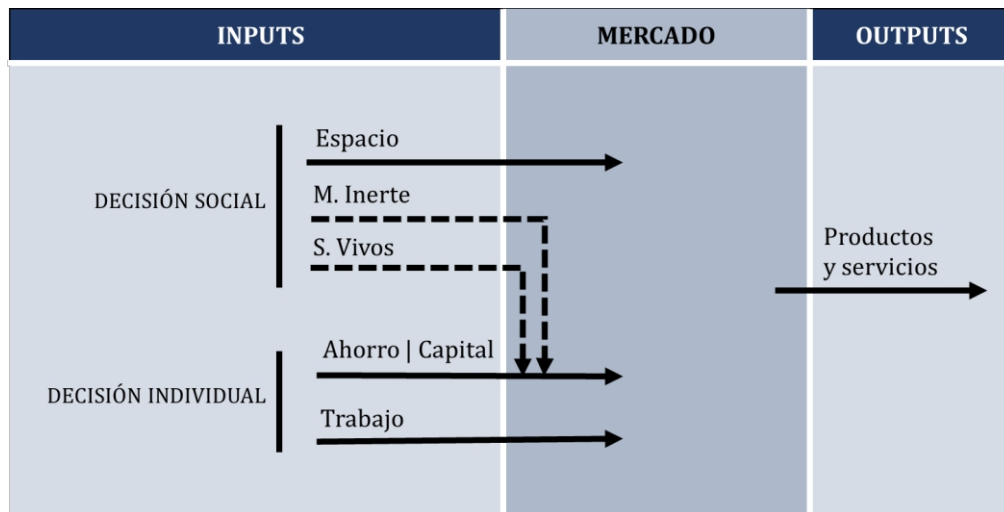 INPUTS
MERCADO
OUTPUTS
Espacio
M. Inerte
DECISIÓN SOCIAL
S. Vivos
Productos
y servicios
Ahorro | Capital
DECISIÓN INDIVIDUAL
Trabajo